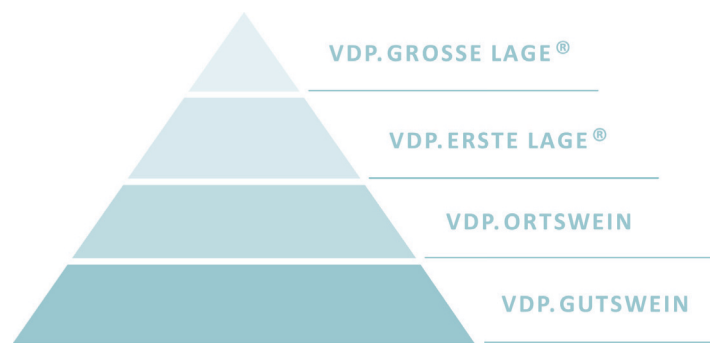 VDP.GROSSE LAGE®
VDP.ERSTE LAGE®
VDP.ORTSWEIN
VDP.GUTSWEIN